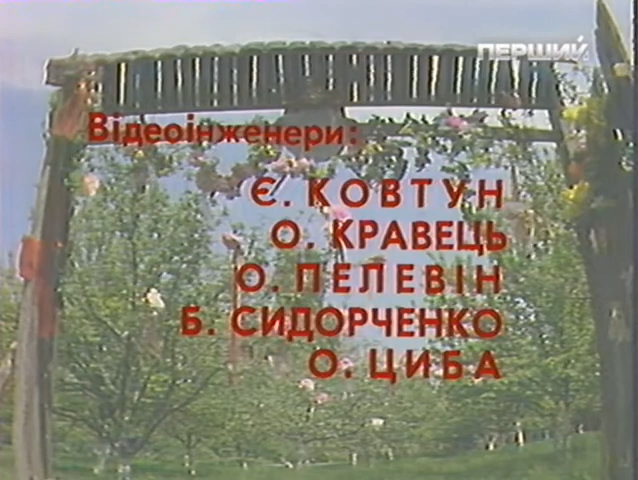 ПЕРШИЙ
Відеоінженери:
Є. КОВТУН
О. КРАВЕЦЬ
О. ПЕЛЕВІН
Б. СИДОРЧЕНКО
О. ЦИБА